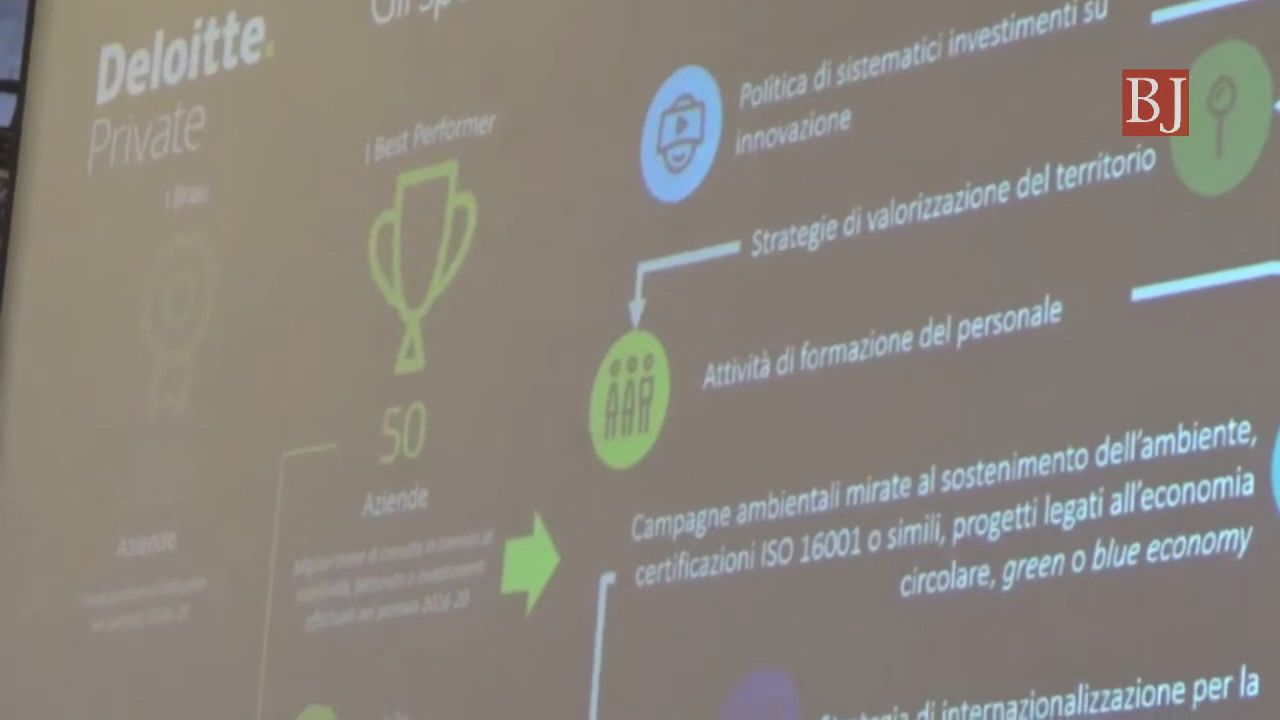 Deloitte.
Private
I Best Performer
50
Aziende
Aziende
Politica di sistematici investimenti su
innovazione
Strategie di valorizzazione del territorio
Attività di formazione del personale
Campagne ambientali mirate al sostenimento dell'ambiente,
certificazioni ISO 16001 o simili, progetti legati all'economia
circolare, green o blue economy
di internazionalizzazione per la
BJ